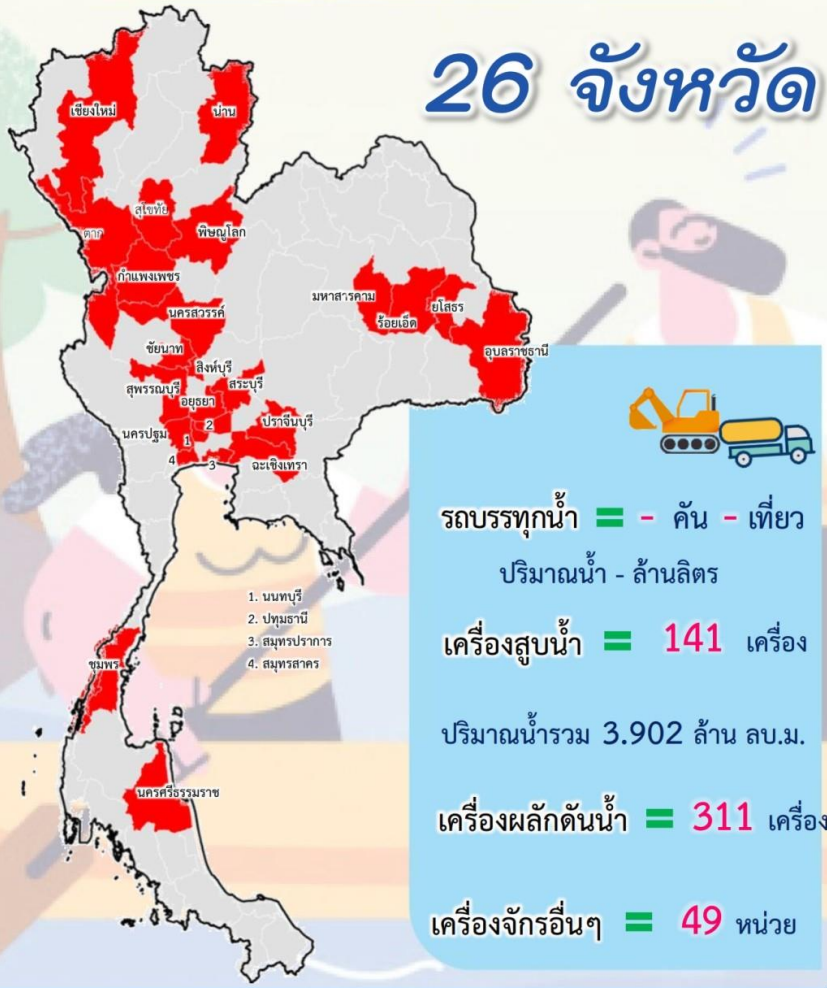 26 จังหวัด
เชียงใหม่
น่าน
สุโขทัย
ตาก
พิษณุโลก
กำแพงเพชร
มหาสารคาม
ยโสธร
ร้อยเอ็ด
นครสวรรค์
อุบลราชธานี
ชัยนาท
สิงห์บุรี
สุพรรณบุรี
สระบุรี
อยุธยา
ปราจีนบุรี
นครปฐม
2
1
4
3
ฉะเชิงเทรา
1. นนทบุรี
2. ปทุมธานี
3. สมุทรปราการ
4. สมุทรสาคร
ชุมพร
นครศรีธรรมราช
รถบรรทุกน้ำ = - คัน - เที่ยว
ปริมาณน้ำ - ล้านลิตร
เครื่องสูบน้ำ = 141 เครื่อง
ปริมาณน้ำรวม 3.902 ล้าน ลบ.ม.
เครื่องผลักดันน้ำ = 311 เครื่อง
เครื่องจักรอื่นๆ = 49 หน่วย